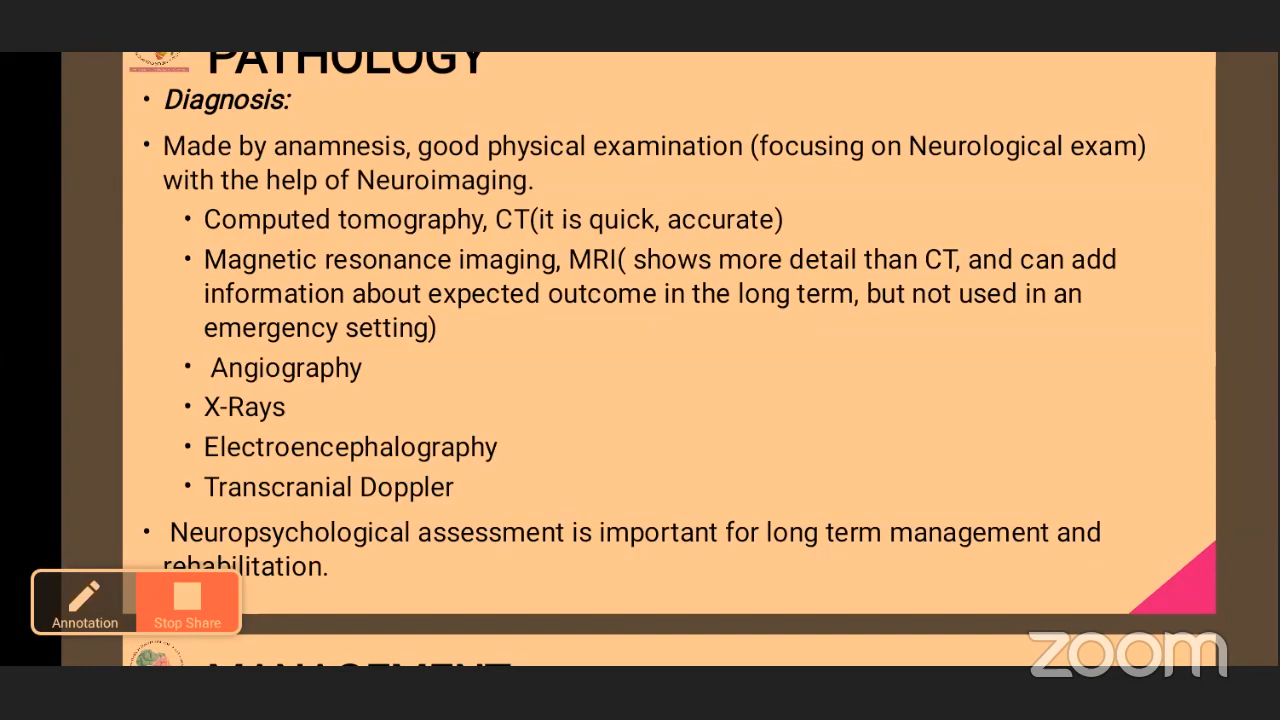 PATHOLOGY
• Diagnosis:
• Made by anamnesis, good physical examination (focusing on Neurological exam)
with the help of Neuroimaging.
• Computed tomography, CT(it is quick, accurate)
• Magnetic resonance imaging, MRI( shows more detail than CT, and can add
information about expected outcome in the long term, but not used in an
emergency setting)
• Angiography
• X-Rays
• Electroencephalography
• Transcranial Doppler
• Neuropsychological assessment is important for long term management and
rehabilitation.
Annotation Stop Share
MANAGEMENT
zoom